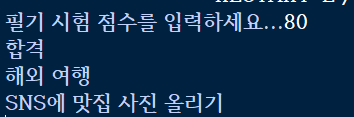 필기 시험 점수를 입력하세요...80
합격
해외 여행
SNS에 맛집 사진 올리기